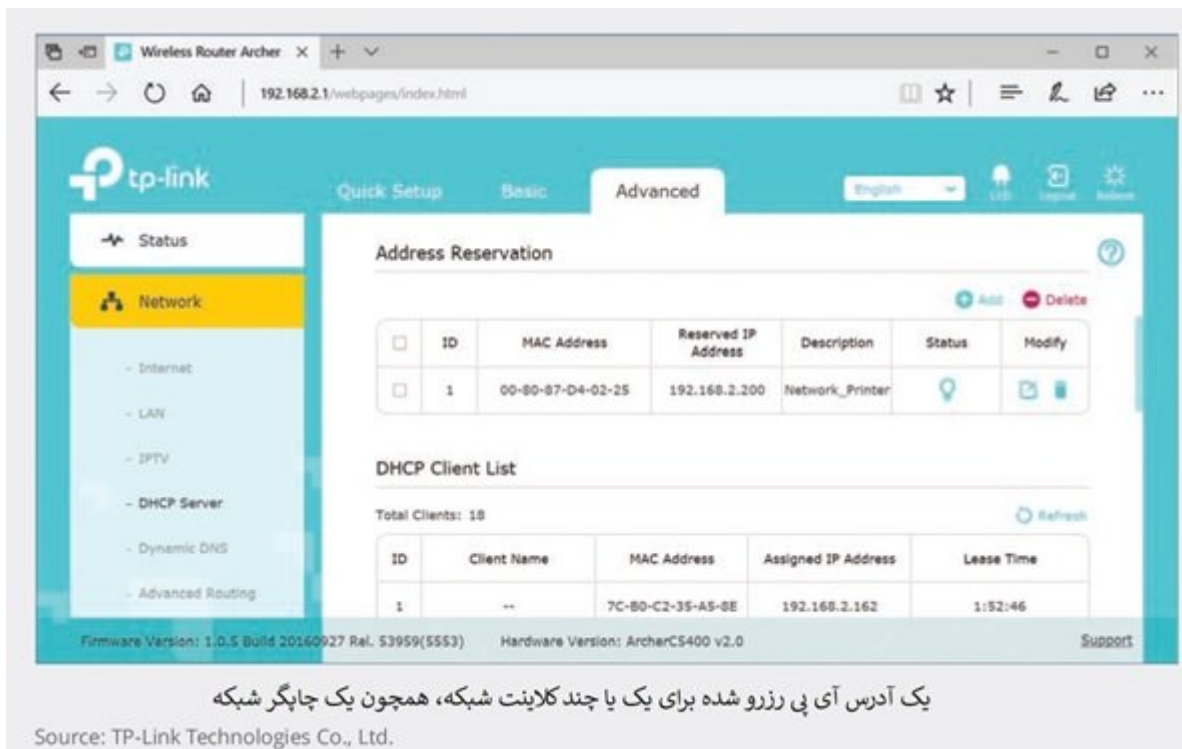 Wireless Router Archer
192.168.2.1/webpages/index.html
tp-link
Quick Setup Basic Advanced English LED Logout Reboot
Status
Network
- Internet
- LAN
- IPTV
- DHCP Server
- Dynamic DNS
- Advanced Routing
Address Reservation
Add Delete
ID MAC Address Reserved IP Address Description Status Modify
1 00-80-87-D4-02-25 192.168.2.200 Network_Printer
DHCP Client List
Total Clients: 18 Refresh
ID Client Name MAC Address Assigned IP Address Lease Time
1 -- 7C-B0-C2-35-A5-8E 192.168.2.162 1:52:46
Firmware Version: 1.0.5 Build 20160927 Rel. 53959(5553) Hardware Version: ArcherC5400 v2.0 Support
یک آدرس آی پی رزرو شده برای یک یا چند کلاینت شبکه، همچون یک چاپگر شبکه
Source: TP-Link Technologies Co., Ltd.